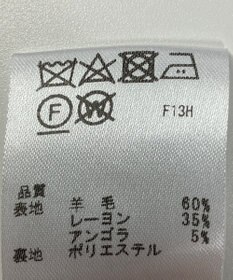 F W F13H
品質
表地 羊毛 60%
レーヨン 35%
アンゴラ 5%
裏地 ポリエステル